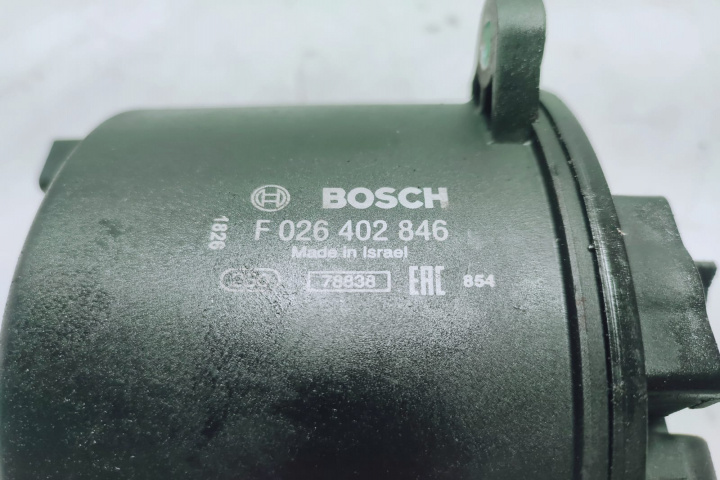 BOSCH
F 026 402 846
Made in Israel
1826
78838
EAC
854